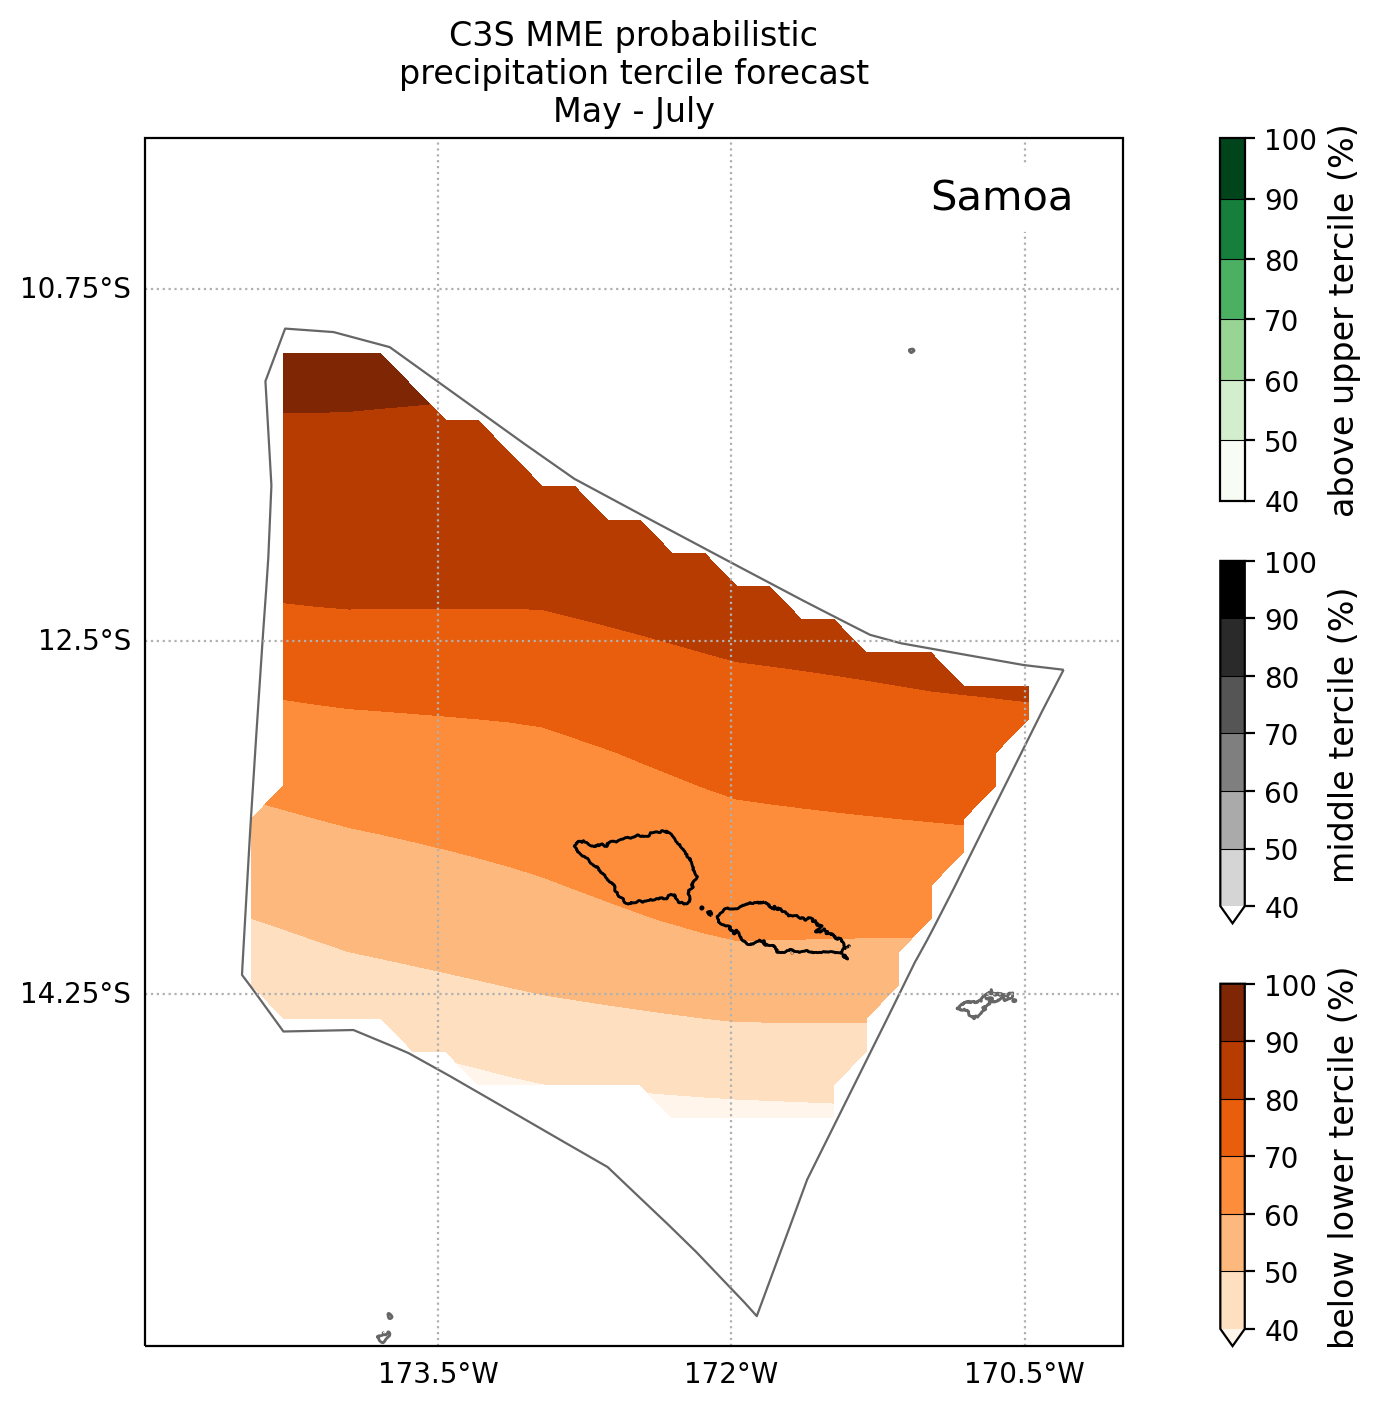 C3S MME probabilistic
precipitation tercile forecast
May - July
Samoa
10.75°S
12.5°S
14.25°S
173.5°W
172°W
170.5°W
100
90
80
70
60
50
40
above upper tercile (%)
100
90
80
70
60
50
40
middle tercile (%)
100
90
80
70
60
50
40
below lower tercile (%)